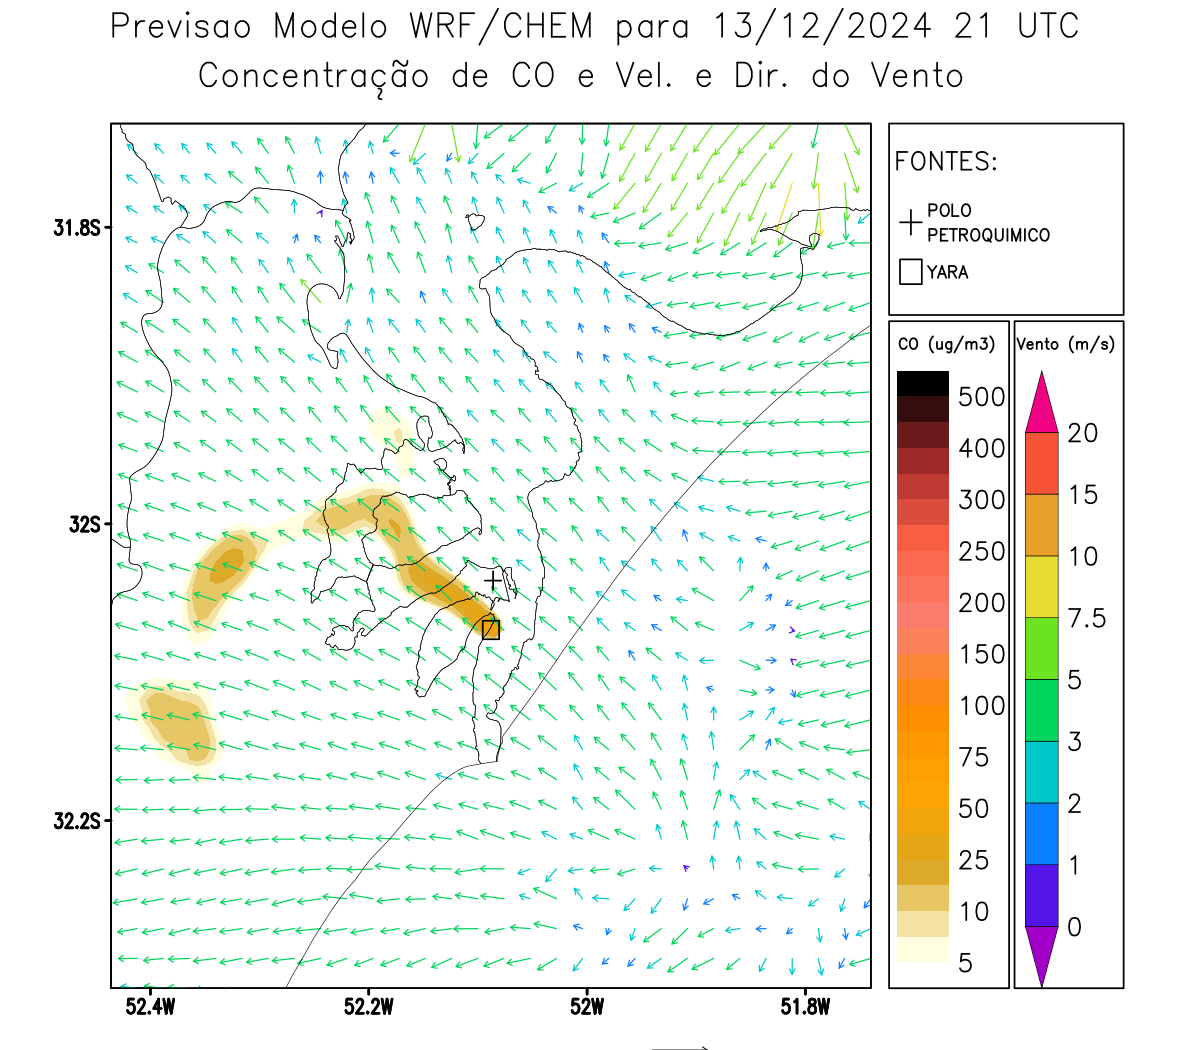 Previsao Modelo WRF/CHEM para 13/12/2024 21 UTC
Concentração de CO e Vel. e Dir. do Vento
FONTES:
POLO
PETROQUIMICO
YARA
31.8S
32S
32.2S
52.4W
52.2W
52W
51.8W
CO (ug/m3)
500
400
300
250
200
150
100
75
50
25
10
5
Vento (m/s)
20
15
10
7.5
5
3
2
1
0